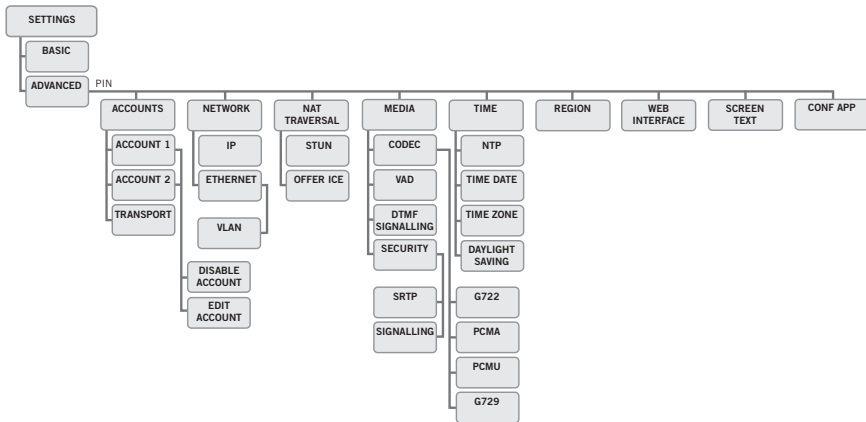 SETTINGS
BASIC
ADVANCED
PIN
ACCOUNTS
ACCOUNT 1
ACCOUNT 2
TRANSPORT
DISABLE
ACCOUNT
EDIT
ACCOUNT
NETWORK
IP
ETHERNET
VLAN
NAT
TRAVERSAL
STUN
OFFER ICE
MEDIA
CODEC
VAD
DTMF
SIGNALLING
SECURITY
SRTP
SIGNALLING
TIME
NTP
TIME DATE
TIME ZONE
DAYLIGHT
SAVING
G722
PCMA
PCMU
G729
REGION
WEB
INTERFACE
SCREEN
TEXT
CONF APP